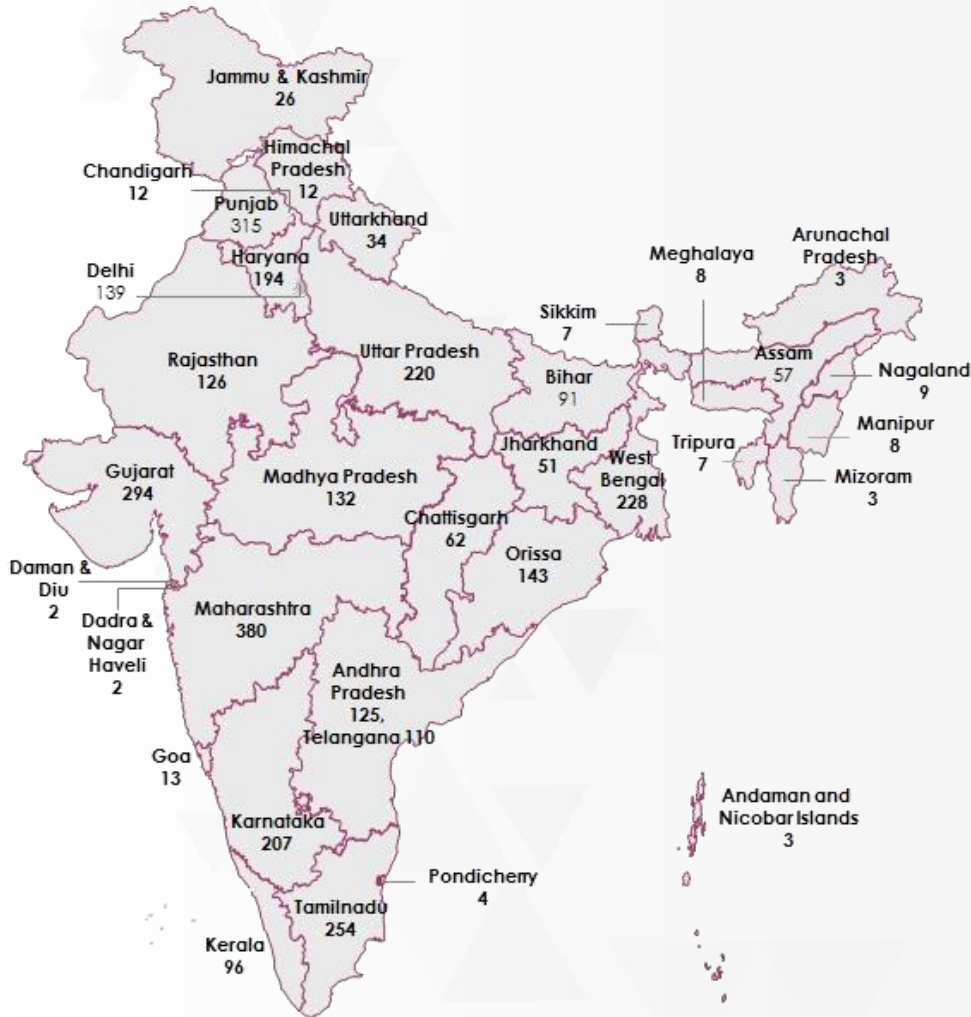 Jammu & Kashmir
26
Himachal
Pradesh
12
Chandigarh
12
Punjab
315
Uttarkhand
34
Haryana
194
Delhi
139
Arunachal
Pradesh
3
Meghalaya
8
Sikkim
7
Rajasthan
126
Uttar Pradesh
220
Bihar
91
Assam
57
Nagaland
9
Manipur
8
Tripura
7
Mizoram
3
Jharkhand
51
West
Bengal
228
Gujarat
294
Madhya Pradesh
132
Chattisgarh
62
Orissa
143
Daman &
Diu
2
Dadra &
Nagar
Haveli
2
Maharashtra
380
Andhra
Pradesh
125,
Telangana 110
Goa
13
Karnataka
207
Andaman and
Nicobar Islands
3
Pondicherry
4
Tamilnadu
254
Kerala
96